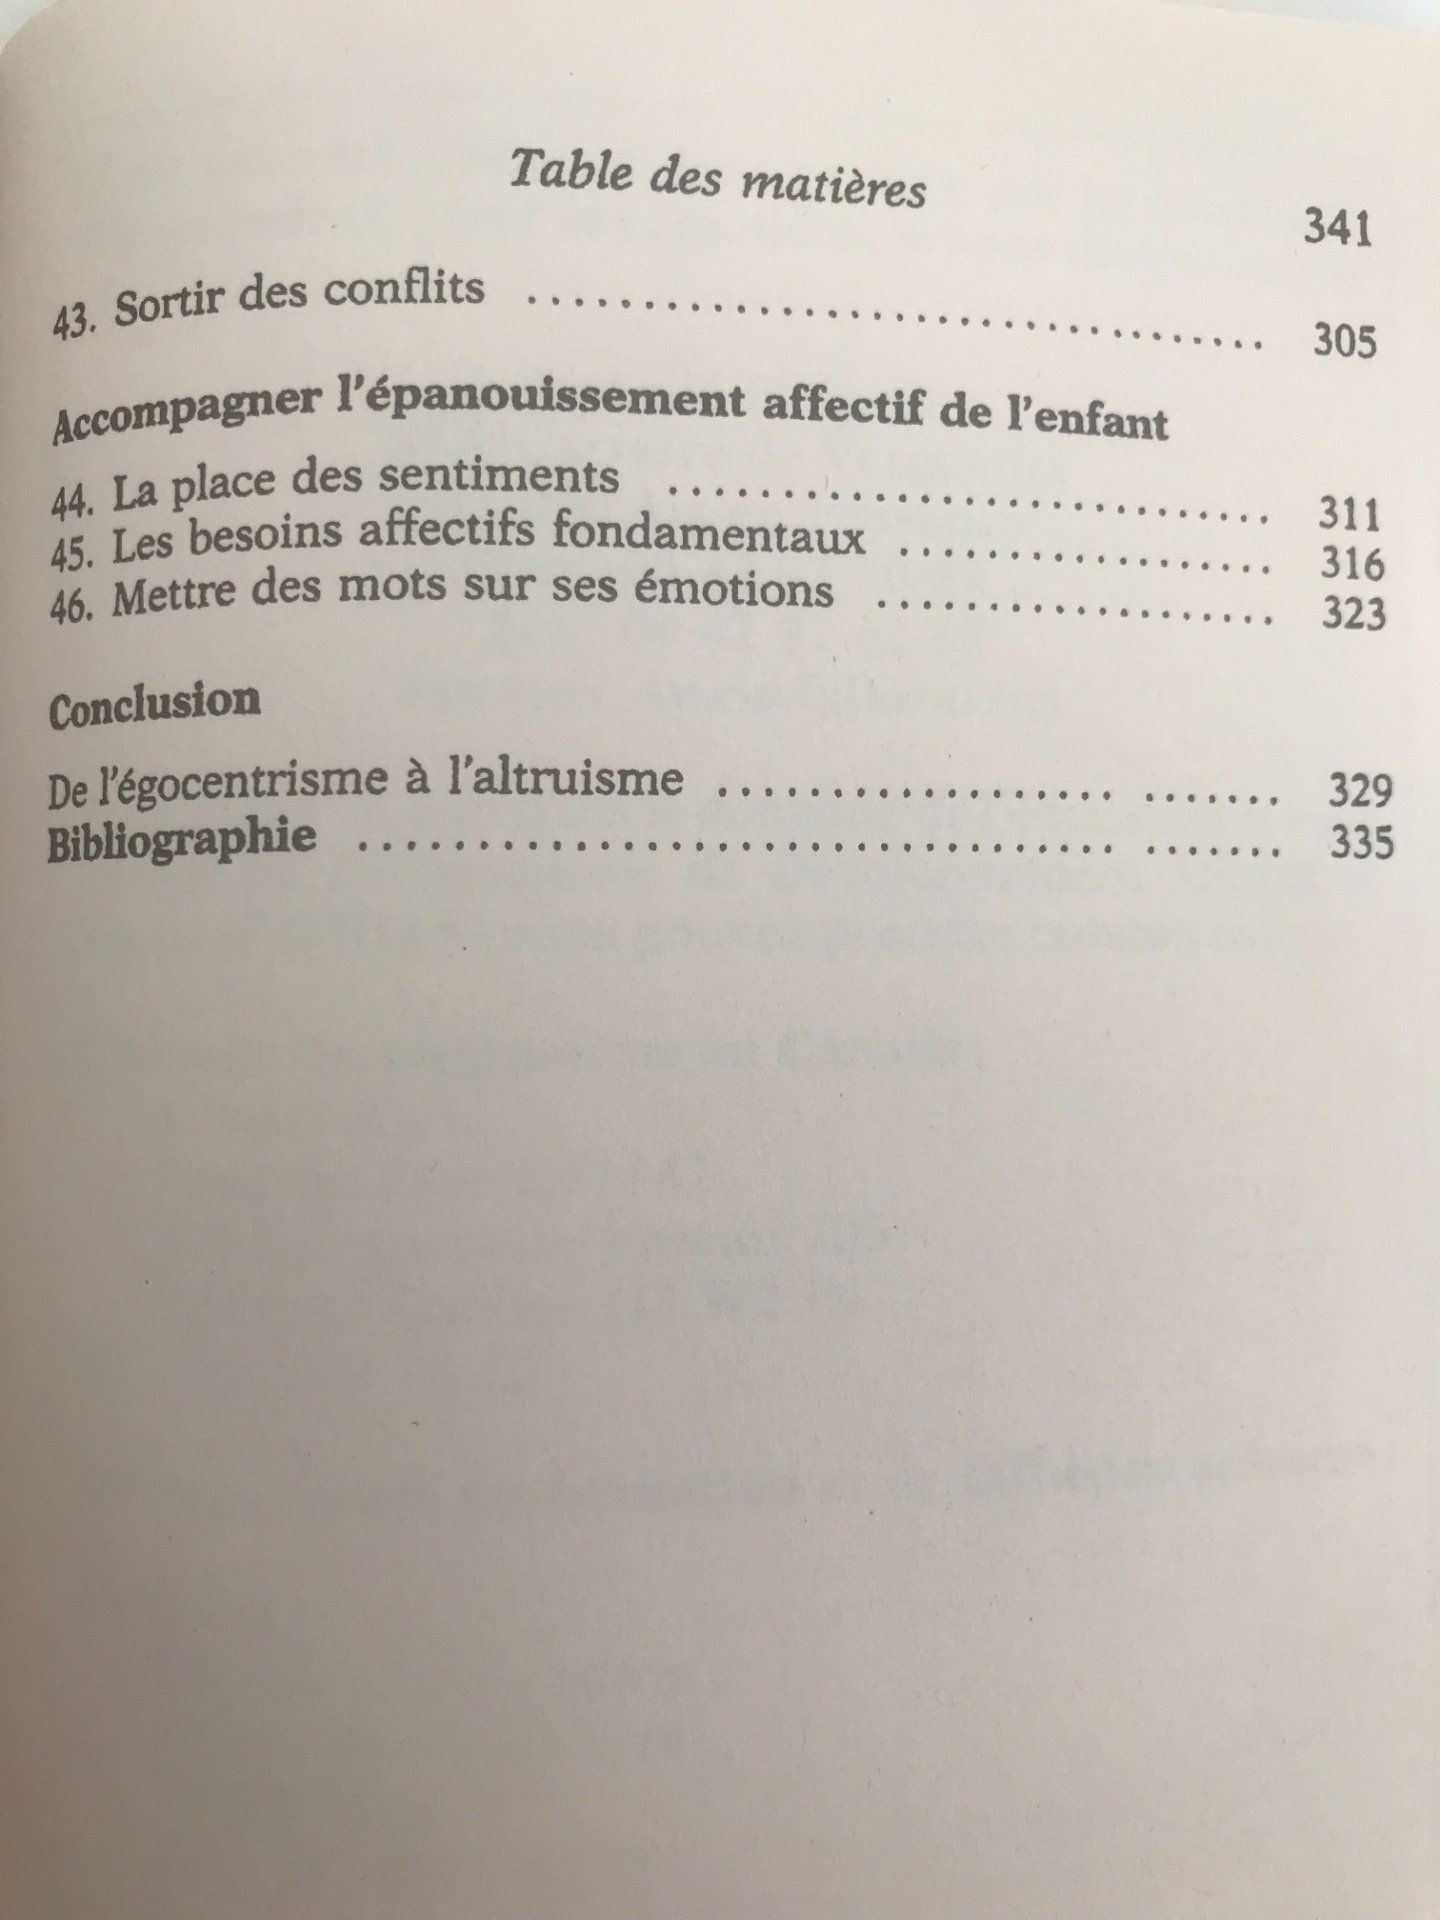 Table des matières
341
43. Sortir des conflits ................................. 305
Accompagner l'épanouissement affectif de l'enfant
44. La place des sentiments ........................... 311
45. Les besoins affectifs fondamentaux ................. 316
46. Mettre des mots sur ses émotions .................. 323
Conclusion
De l'égocentrisme à l'altruisme .................. ....... 329
Bibliographie .................................. ....... 335